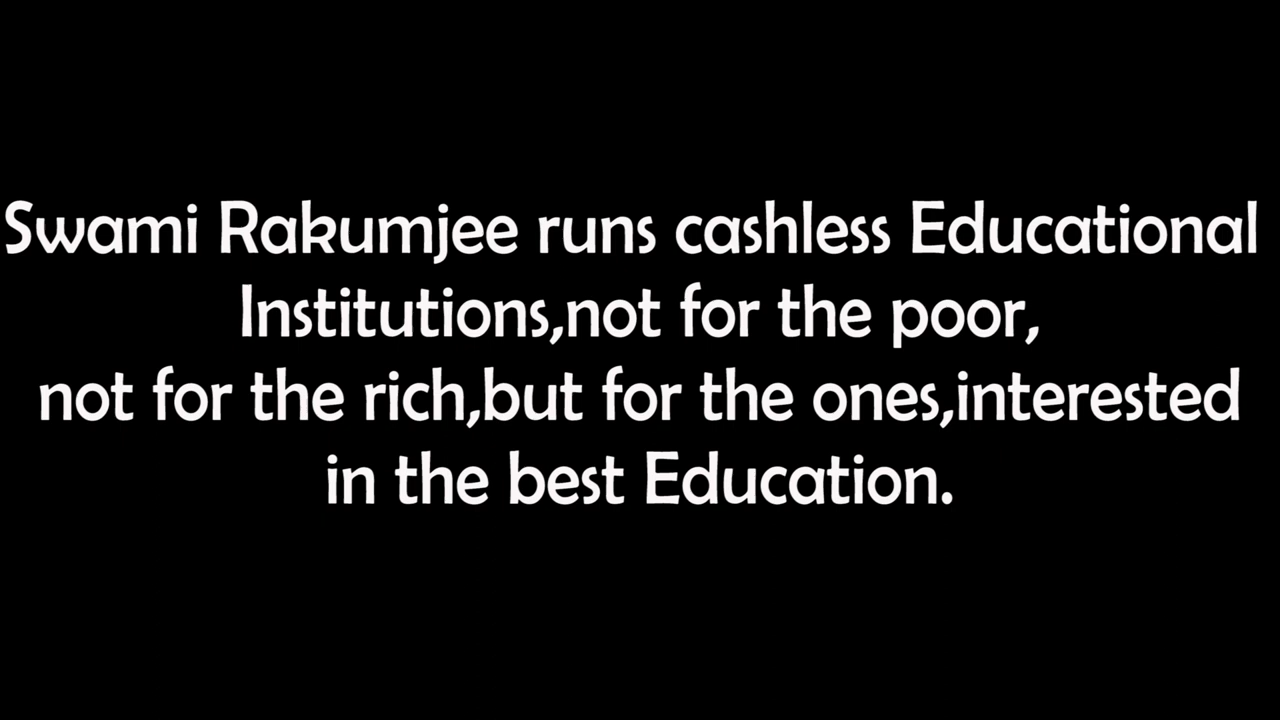 Swami Rakumjee runs cashless Educational
Institutions,not for the poor,
not for the rich,but for the ones,interested
in the best Education.